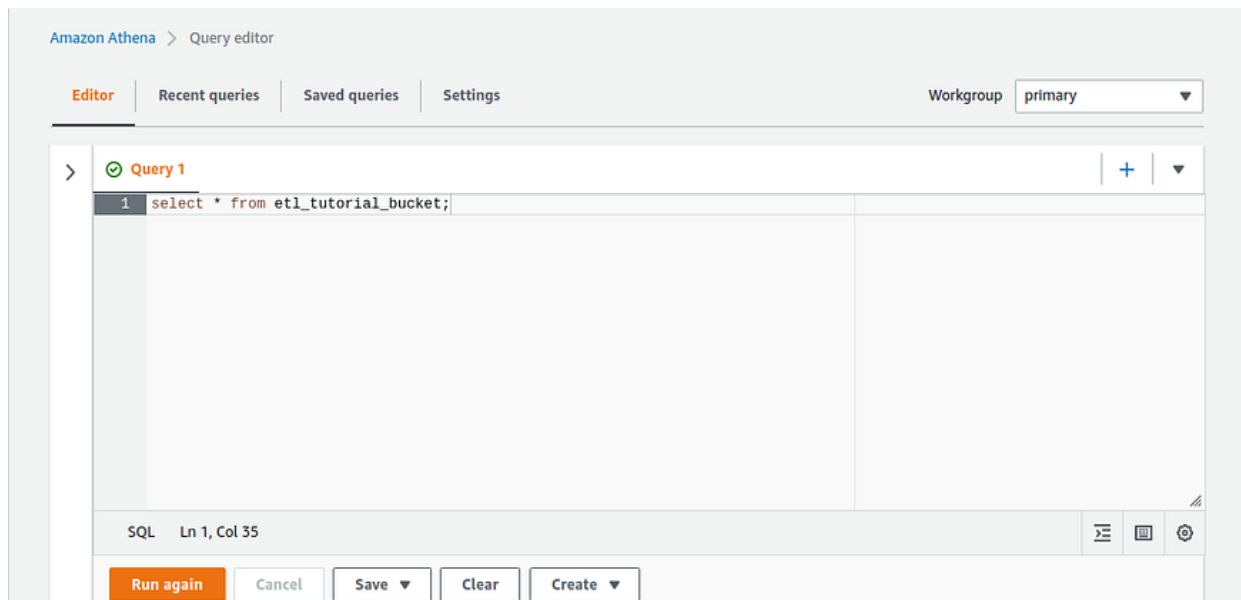 Amazon Athena > Query editor
Editor Recent queries Saved queries Settings Workgroup primary
Query 1
1 select * from etl_tutorial_bucket;
SQL Ln 1, Col 35
Run again Cancel Save Clear Create